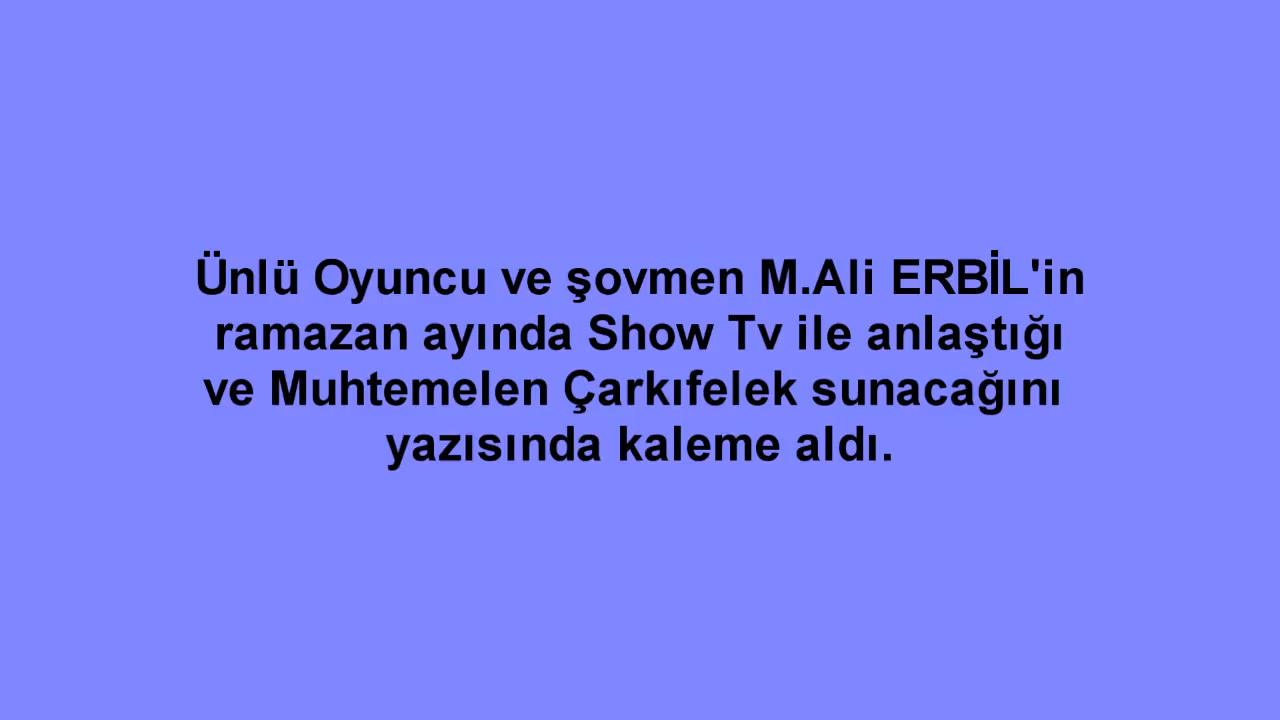 Ünlü Oyuncu ve şovmen M.Ali ERBİL'in
ramazan ayında Show Tv ile anlaştığı
ve Muhtemelen Çarkıfelek sunacağını
yazısında kaleme aldı.